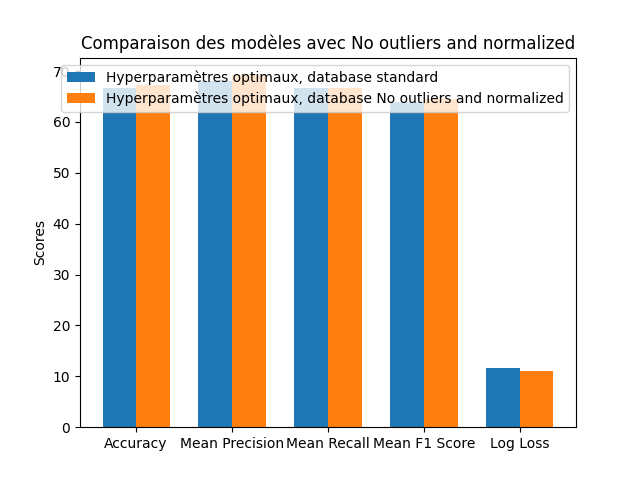 Comparaison des modèles avec No outliers and normalized
Hyperparamètres optimaux, database standard
Hyperparamètres optimaux, database No outliers and normalized
Scores
70
60
50
40
30
20
10
0
Accuracy
Mean Precision
Mean Recall
Mean F1 Score
Log Loss